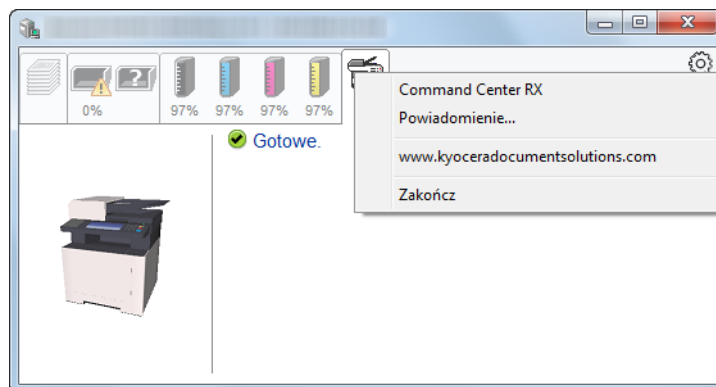 0%
97%
97%
97%
97%
Gotowe.
Command Center RX
Powiadomienie...
www.kyoceradocumentsolutions.com
Zakończ